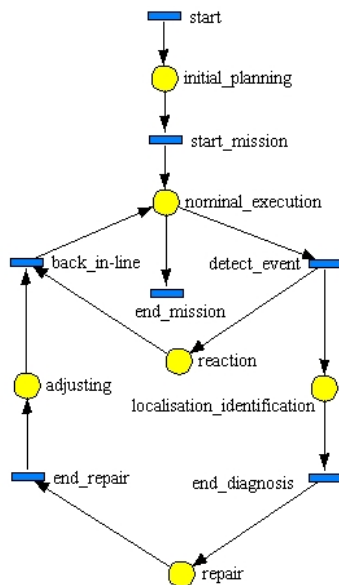 start
initial_planning
start_mission
nominal_execution
back_in-line
detect_event
end_mission
reaction
adjusting
localisation_identification
end_repair
end_diagnosis
repair